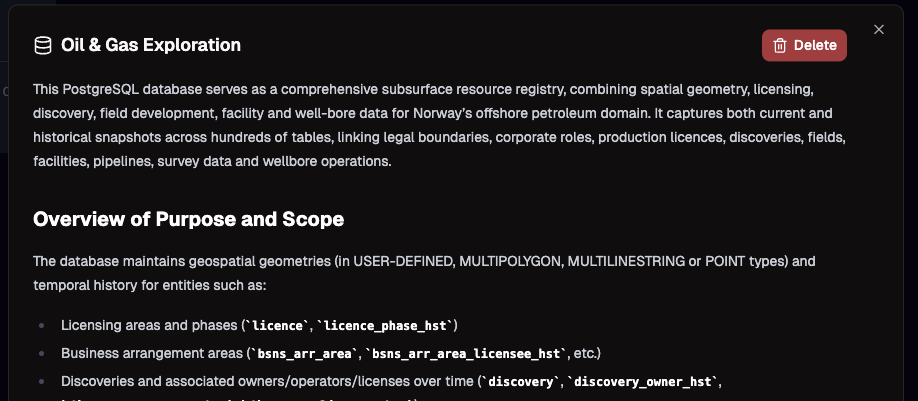 Oil & Gas Exploration
Delete
This PostgreSQL database serves as a comprehensive subsurface resource registry, combining spatial geometry, licensing,
discovery, field development, facility and well-bore data for Norway’s offshore petroleum domain. It captures both current and
historical snapshots across hundreds of tables, linking legal boundaries, corporate roles, production licences, discoveries, fields,
facilities, pipelines, survey data and wellbore operations.
Overview of Purpose and Scope
The database maintains geospatial geometries (in USER-DEFINED, MULTIPOLYGON, MULTILINESTRING or POINT types) and
temporal history for entities such as:
• Licensing areas and phases (`licence`, `licence_phase_hst`)
• Business arrangement areas (`bsns_arr_area`, `bsns_arr_area_licensee_hst`, etc.)
• Discoveries and associated owners/operators/licenses over time (`discovery`, `discovery_owner_hst`,